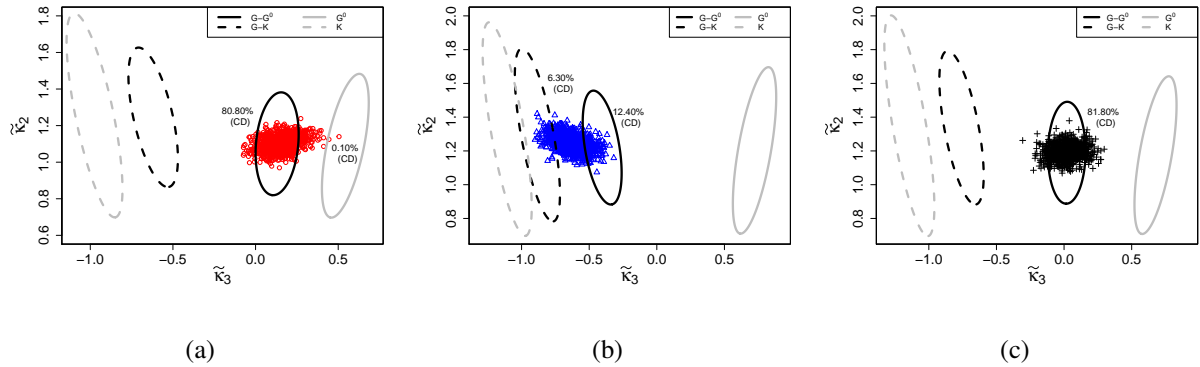 G−G⁰ G⁰
G−K K
80.80%
(CD)
0.10%
(CD)
κ̃₂
0.6 0.8 1.0 1.2 1.4 1.6 1.8
−1.0 −0.5 0.0 0.5
κ̃₃
(a)
G−G⁰ G⁰
G−K K
6.30%
(CD)
12.40%
(CD)
κ̃₂
0.8 1.0 1.2 1.4 1.6 1.8 2.0
−1.0 −0.5 0.0 0.5
κ̃₃
(b)
G−G⁰ G⁰
G−K K
81.80%
(CD)
κ̃₂
0.8 1.0 1.2 1.4 1.6 1.8 2.0
−1.0 −0.5 0.0 0.5
κ̃₃
(c)